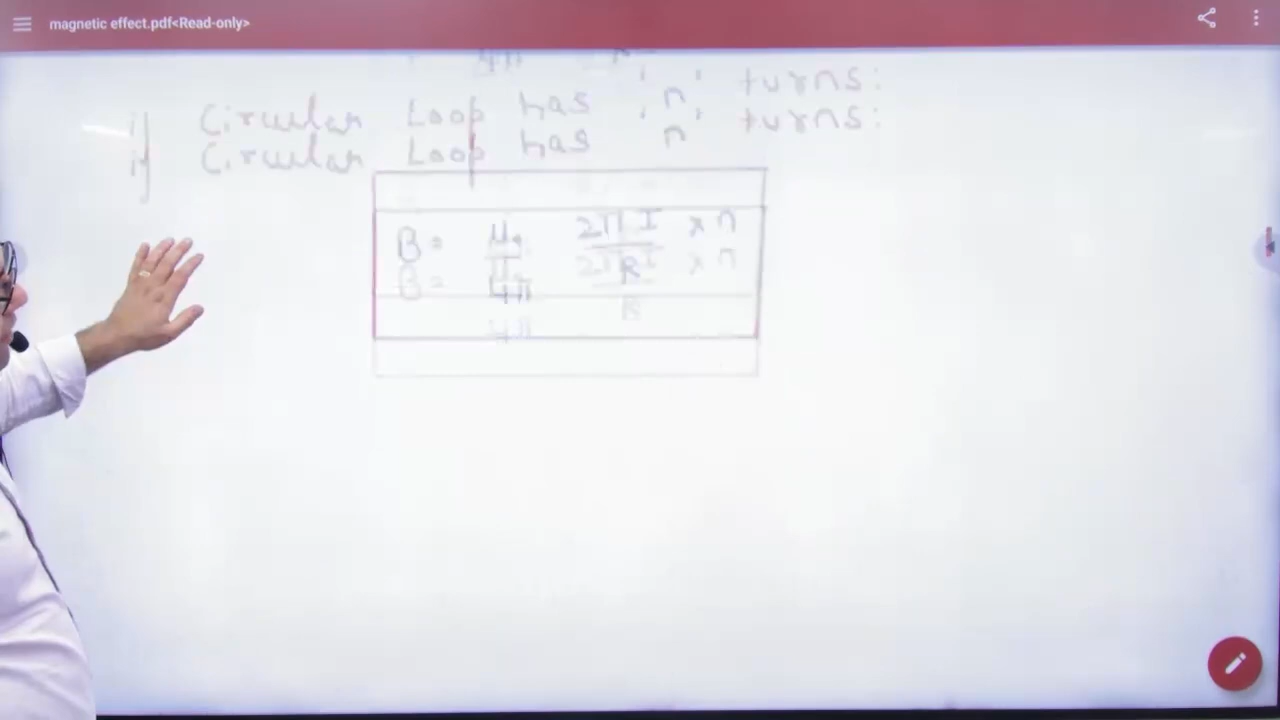 magnetic effect.pdf<Read-only>
if Circular Loop has 'n' turns:
if Circular Loop has 'n' turns:
B = μ₀/4π 2πI/R × n
B = μ₀/4π 2πI/R × n